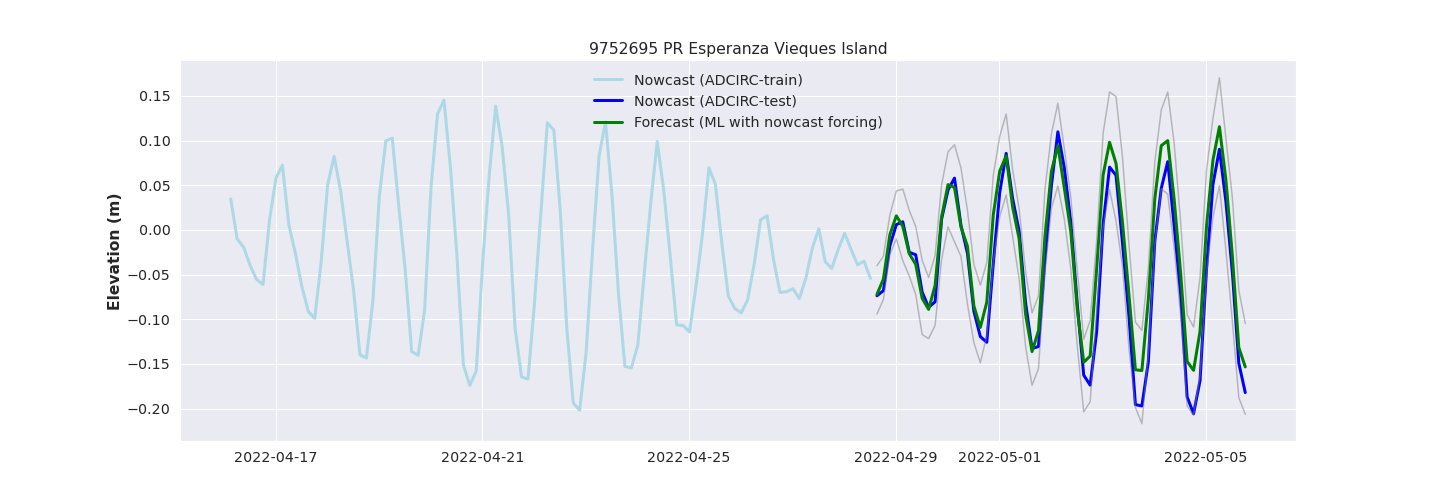 9752695 PR Esperanza Vieques Island
Nowcast (ADCIRC-train)
Nowcast (ADCIRC-test)
Forecast (ML with nowcast forcing)
Elevation (m)
0.15
0.10
0.05
0.00
−0.05
−0.10
−0.15
−0.20
2022-04-17 2022-04-21 2022-04-25 2022-04-29 2022-05-01 2022-05-05